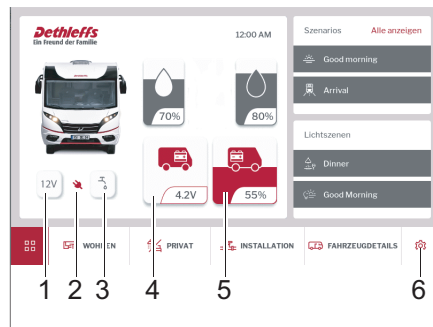 Dethleffs
Ein Freund der Familie
12:00 AM
70%
80%
4.2V
55%
12V
Szenarios Alle anzeigen
Good morning
Arrival
Lichtszenen
Dinner
Good Morning
WOHNEN PRIVAT INSTALLATION FAHRZEUGDETAILS
1 2 3 4 5 6